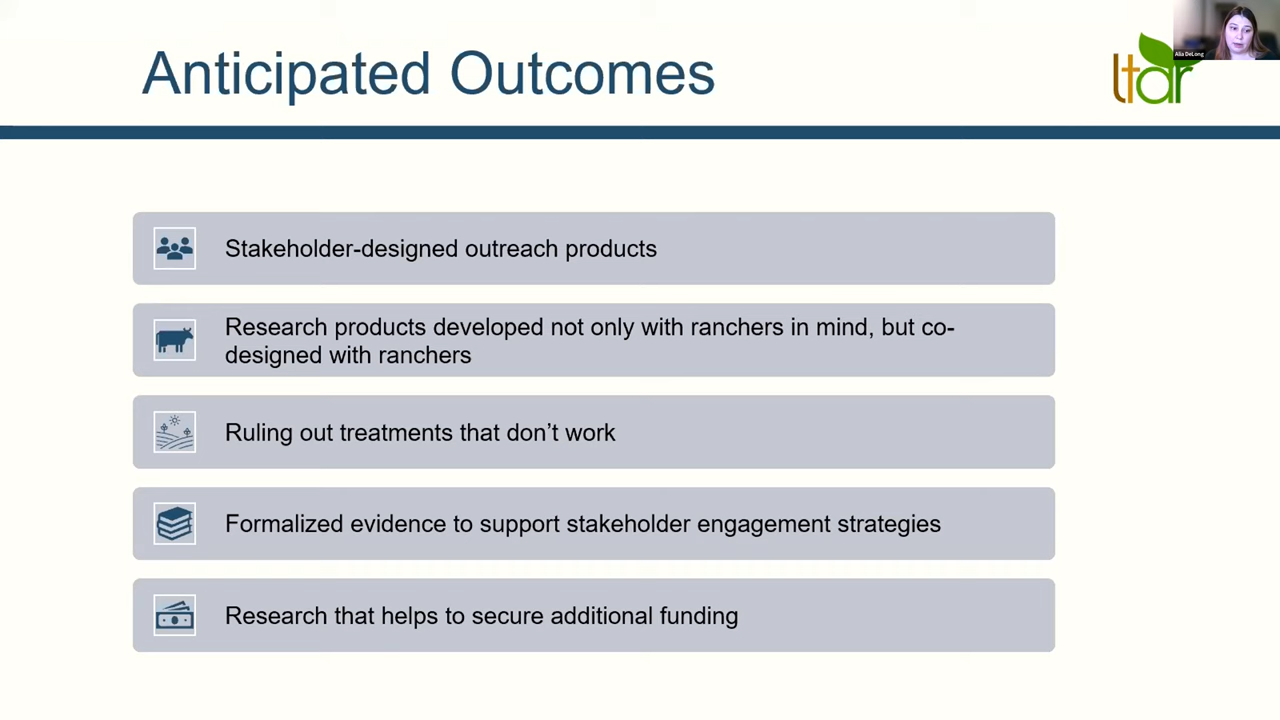 Anticipated Outcomes
ltar
Alia DeLong
Stakeholder-designed outreach products
Research products developed not only with ranchers in mind, but co-
designed with ranchers
Ruling out treatments that don’t work
Formalized evidence to support stakeholder engagement strategies
Research that helps to secure additional funding